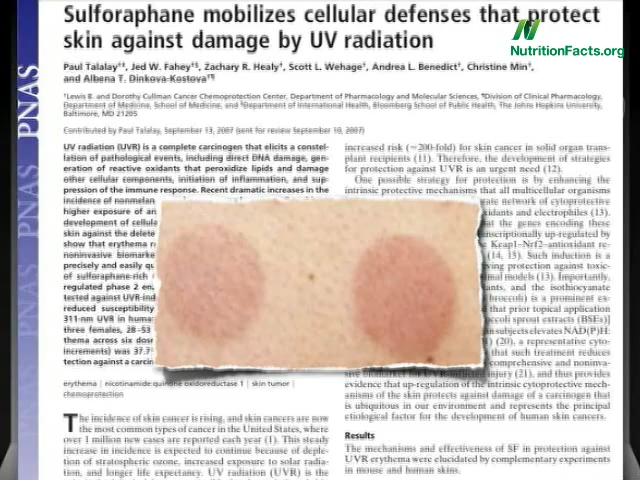 Sulforaphane mobilizes cellular defenses that protect
skin against damage by UV radiation
NutritionFacts.org
Paul Talalay†‡, Jed W. Fahey†§, Zachary R. Healy†, Scott L. Wehage†, Andrea L. Benedict†, Christine Min†,
and Albena T. Dinkova-Kostova†¶
†Lewis B. and Dorothy Cullman Cancer Chemoprotection Center, Department of Pharmacology and Molecular Sciences, ¶Division of Clinical Pharmacology,
Department of Medicine, School of Medicine, and §Department of International Health, Bloomberg School of Public Health, The Johns Hopkins University,
Baltimore, MD 21205
Contributed by Paul Talalay, September 13, 2007 (sent for review September 10, 2007)
UV radiation (UVR) is a complete carcinogen that elicits a constel-
lation of pathological events, including direct DNA damage, gen-
eration of reactive oxidants that peroxidize lipids and damage
other cellular components, initiation of inflammation, and sup-
pression of the immune response. Recent dramatic increases in the
incidence of nonmelan
higher exposure of an
development of cellula
skin against the delete
show that erythema r
noninvasive biomarke
precisely and easily qu
of sulforaphane-rich
regulated phase 2 en
tected against UVR-ind
reduced susceptibility
311-nm UVR in human
three females, 28–53
thema across six dose
increments) was 37.7
tection against a carcin
erythema | nicotinamide-quinone oxidoreductase 1 | skin tumor |
chemoprotection
The incidence of skin cancer is rising, and skin cancers are now
the most common types of cancer in the United States, where
over 1 million new cases are reported each year (1). This steady
increase in incidence is expected to continue because of deple-
tion of stratospheric ozone, increased exposure to solar radia-
tion, and longer life expectancy. UV radiation (UVR) is the
increased risk (≈200-fold) for skin cancer in solid organ trans-
plant recipients (11). Therefore, the development of strategies
for protection against UVR is an urgent need (12).
One possible strategy for protection is by enhancing the
intrinsic protective mechanisms that all multicellular organisms
ate network of cytoprotective
idants and electrophiles (13).
at the genes encoding these
nscriptionally up-regulated by
Keap1–Nrf2–antioxidant re-
(14, 15). Such induction is a
ving protection against toxic-
mal models (13). Importantly,
ants, and the isothiocyanate
broccoli) is a prominent ex-
d that prior topical application
ccoli sprout extracts (BSEs)]
n subjects elevates NAD(P)H:
1) (20), a representative cyto-
that such treatment reduces
comprehensive and noninva-
injury (21), and thus provides
evidence that up-regulation of the intrinsic cytoprotective mech-
anisms of the skin protects against damage of a carcinogen that
is ubiquitous in our environment and represents the principal
etiological factor for the development of human skin cancers.
Results
The mechanisms and effectiveness of SF in protection against
UVR erythema were elucidated by complementary experiments
in mouse and human skins.
PNAS
PNAS
PNAS
PNAS